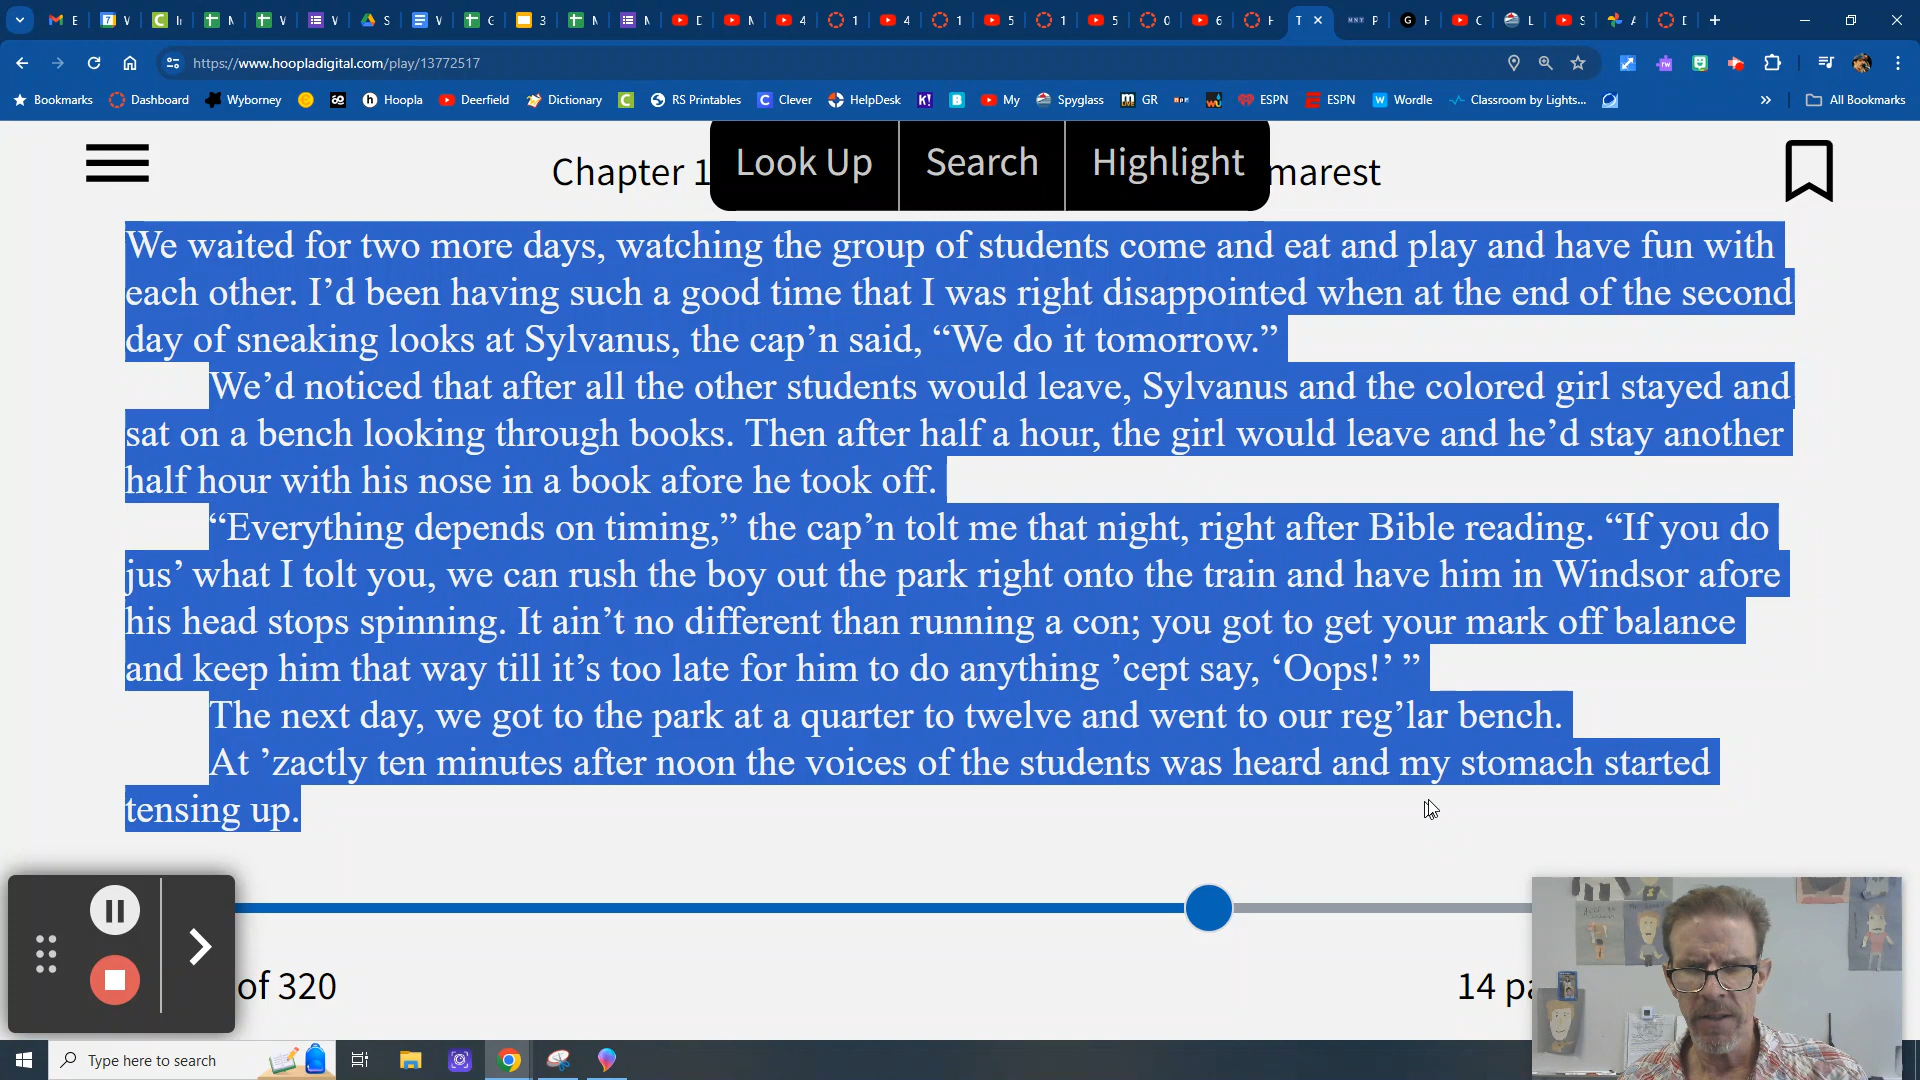 E
V
I
M
V
V
S
V
G
3
M
M
D
M
4
1
4
1
5
1
5
0
6
H
T
P
H
C
L
S
A
D
https://www.hoopladigital.com/play/13772517
Bookmarks Dashboard Wyborney Hoopla Deerfield Dictionary RS Printables Clever HelpDesk K! B My Spyglass GR ESPN ESPN Wordle Classroom by Lights... All Bookmarks
Chapter 1 Look Up Search Highlight marest
We waited for two more days, watching the group of students come and eat and play and have fun with
each other. I’d been having such a good time that I was right disappointed when at the end of the second
day of sneaking looks at Sylvanus, the cap’n said, “We do it tomorrow.”
We’d noticed that after all the other students would leave, Sylvanus and the colored girl stayed and
sat on a bench looking through books. Then after half a hour, the girl would leave and he’d stay another
half hour with his nose in a book afore he took off.
“Everything depends on timing,” the cap’n tolt me that night, right after Bible reading. “If you do
jus’ what I tolt you, we can rush the boy out the park right onto the train and have him in Windsor afore
his head stops spinning. It ain’t no different than running a con; you got to get your mark off balance
and keep him that way till it’s too late for him to do anything ’cept say, ‘Oops!’ ”
The next day, we got to the park at a quarter to twelve and went to our reg’lar bench.
At ’zactly ten minutes after noon the voices of the students was heard and my stomach started
tensing up.
of 320
14 pa
Type here to search